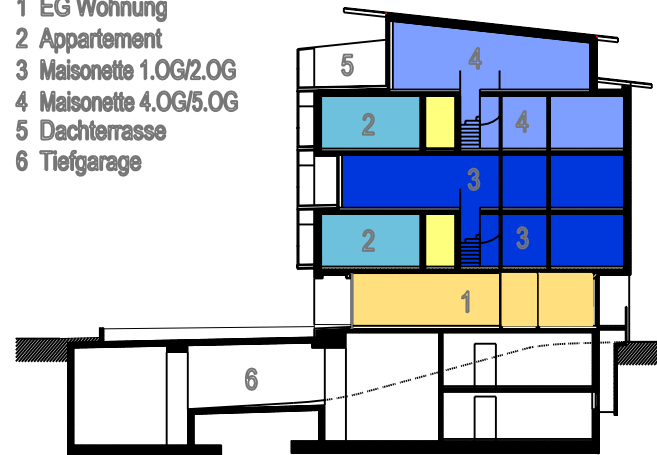 1 EG Wohnung
2 Appartement
3 Maisonette 1.OG/2.OG
4 Maisonette 4.OG/5.OG
5 Dachterrasse
6 Tiefgarage
5
4
2
4
3
2
3
1
6